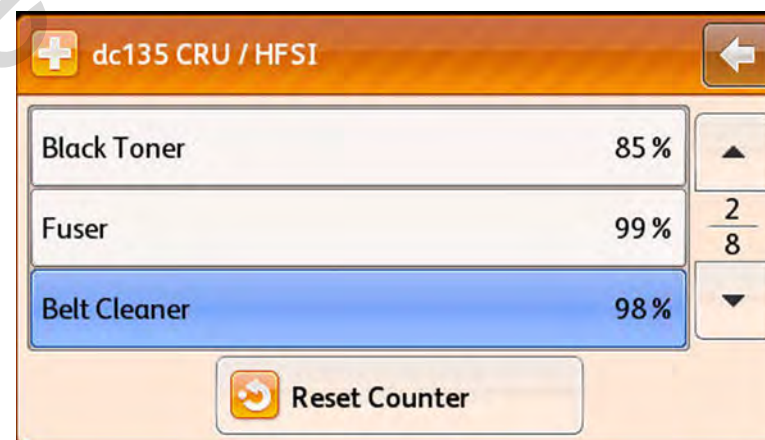 dc135 CRU / HFSI
Black Toner 85 %
Fuser 99 %
2
8
Belt Cleaner 98 %
Reset Counter